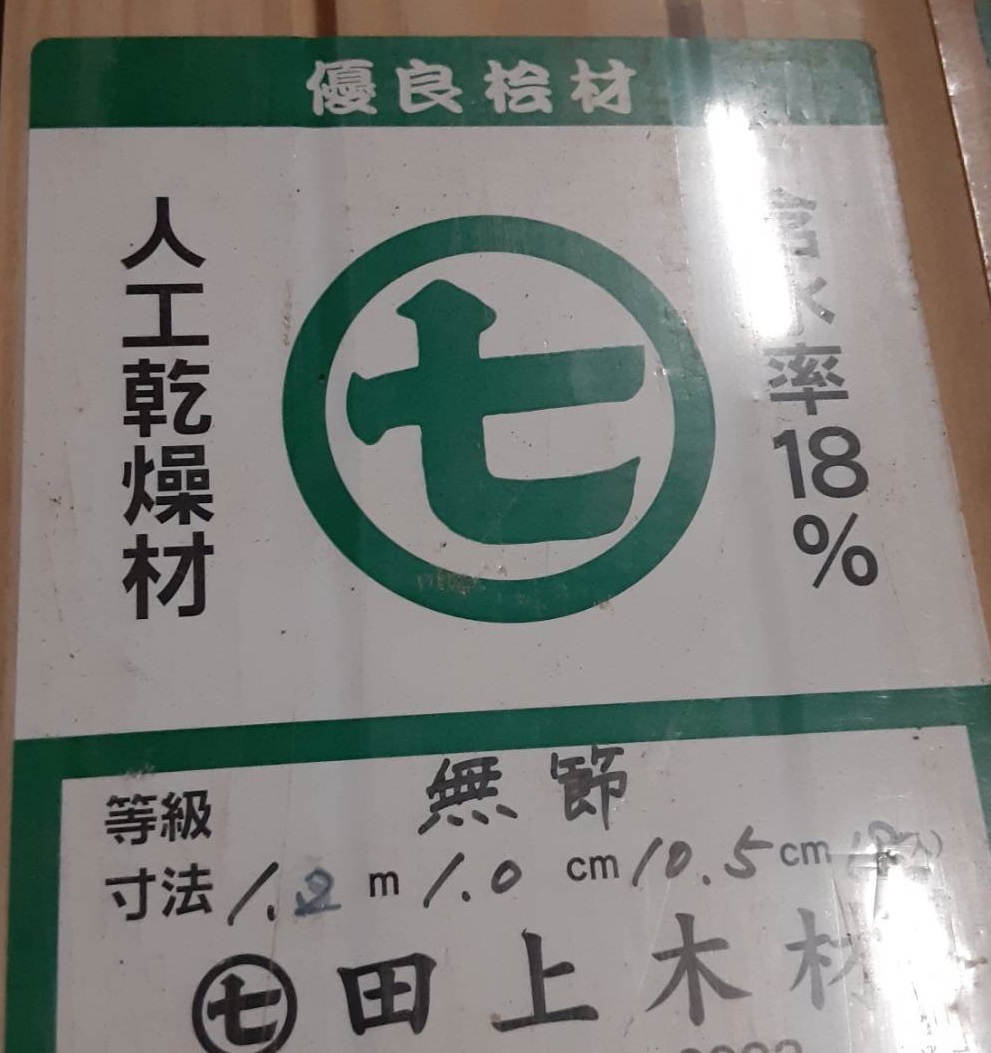 優良桧材
含水率18%
七
人工乾燥材
等級 無節
寸法 1.2 m 1.0 cm 10.5 cm
七 田上木材